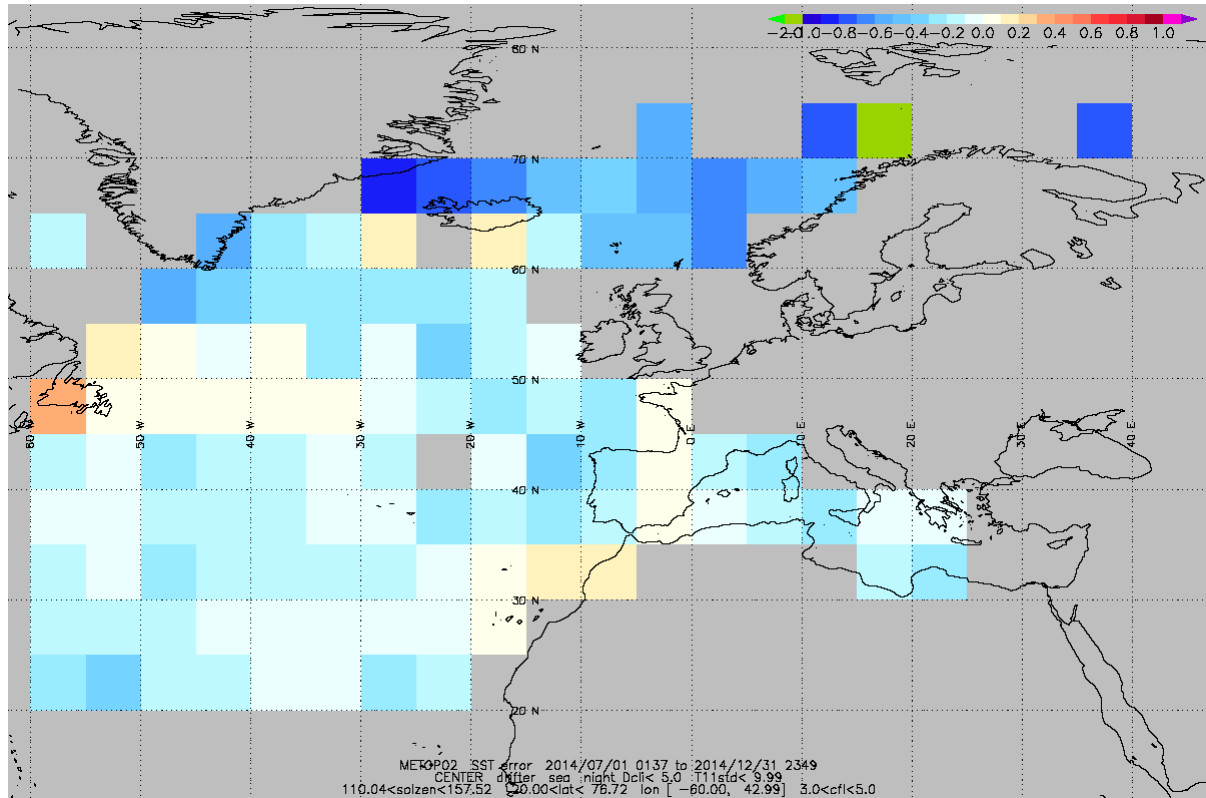 −2.0 −1.0 −0.8 −0.6 −0.4 −0.2 0.0 0.2 0.4 0.6 0.8 1.0
80 N
70 N
60 N
50 N
60 W 50 W 40 W 30 W 20 W 10 W 0 E 10 E 20 E 30 E 40 E
40 N
30 N
20 N
METOP02 SST error 2014/07/01 0137 to 2014/12/31 2349
CENTER drifter sea night Dcli< 5.0 T11std< 9.99
110.04<solzen<157.52 20.00<lat< 76.72 lon [ −60.00, 42.99] 3.0<cfl<5.0